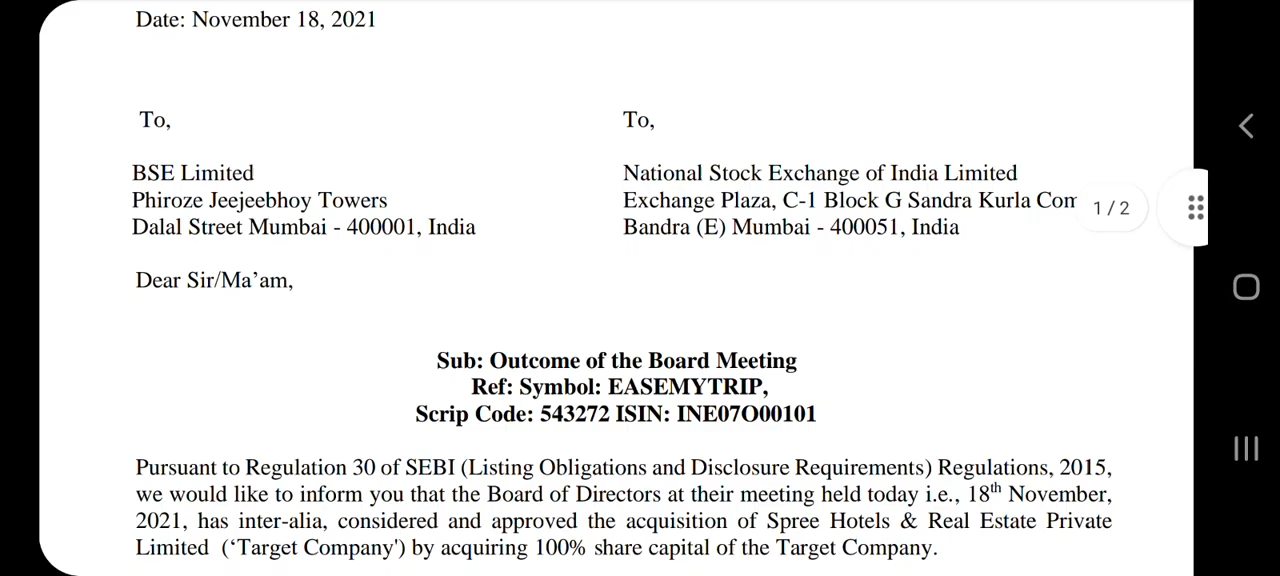 Date: November 18, 2021
To,
BSE Limited
Phiroze Jeejeebhoy Towers
Dalal Street Mumbai - 400001, India
To,
National Stock Exchange of India Limited
Exchange Plaza, C-1 Block G Sandra Kurla Com
Bandra (E) Mumbai - 400051, India
1 / 2
Dear Sir/Ma’am,
Sub: Outcome of the Board Meeting
Ref: Symbol: EASEMYTRIP,
Scrip Code: 543272 ISIN: INE07O00101
Pursuant to Regulation 30 of SEBI (Listing Obligations and Disclosure Requirements) Regulations, 2015,
we would like to inform you that the Board of Directors at their meeting held today i.e., 18th November,
2021, has inter-alia, considered and approved the acquisition of Spree Hotels & Real Estate Private
Limited (‘Target Company') by acquiring 100% share capital of the Target Company.